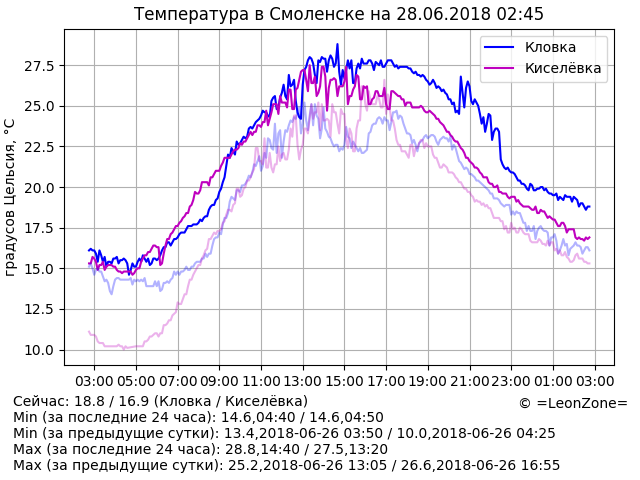 Температура в Смоленске на 28.06.2018 02:45
Кловка
Киселёвка
градусов Цельсия, °C
27.5
25.0
22.5
20.0
17.5
15.0
12.5
10.0
03:00 05:00 07:00 09:00 11:00 13:00 15:00 17:00 19:00 21:00 23:00 01:00 03:00
Сейчас: 18.8 / 16.9 (Кловка / Киселёвка)
© =LeonZone=
Min (за последние 24 часа): 14.6,04:40 / 14.6,04:50
Min (за предыдущие сутки): 13.4,2018-06-26 03:50 / 10.0,2018-06-26 04:25
Max (за последние 24 часа): 28.8,14:40 / 27.5,13:20
Max (за предыдущие сутки): 25.2,2018-06-26 13:05 / 26.6,2018-06-26 16:55